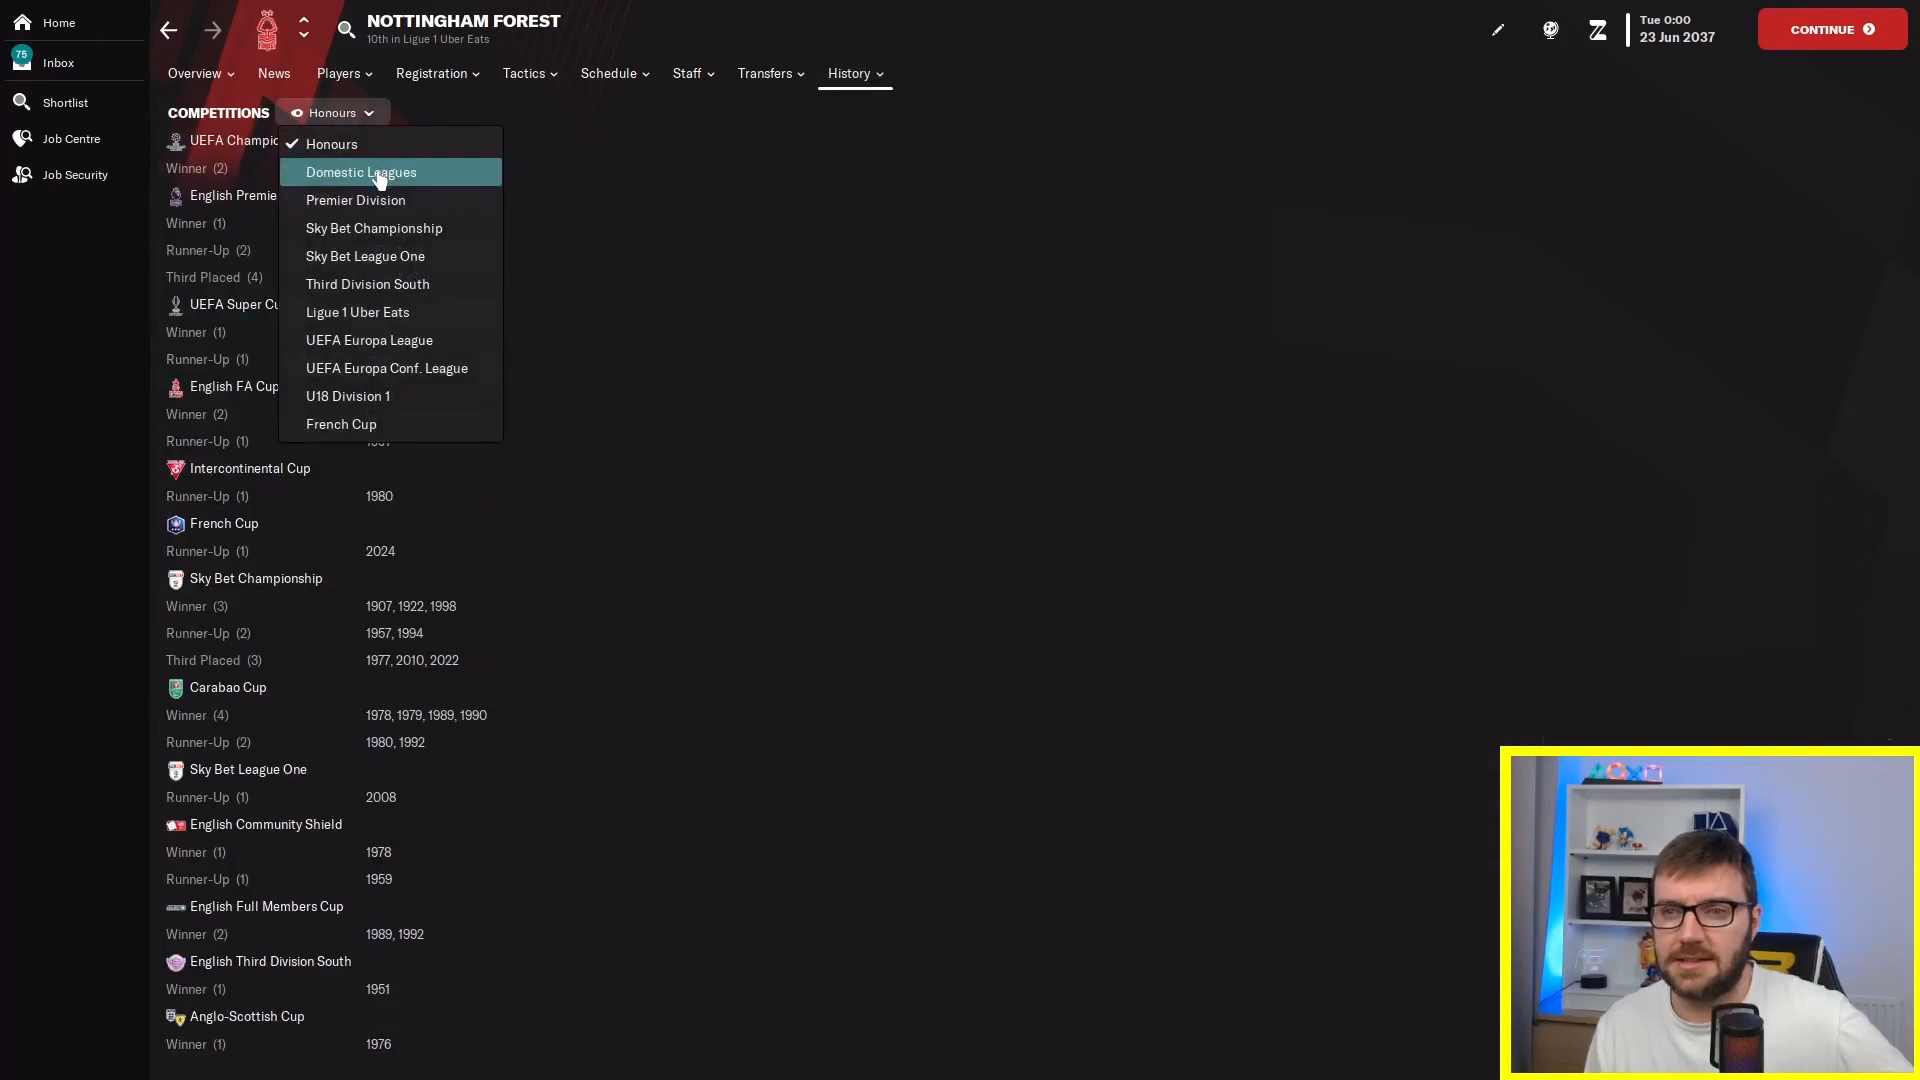 Home
75
Inbox
Shortlist
Job Centre
Job Security
NOTTINGHAM FOREST
10th in Ligue 1 Uber Eats
Tue 0:00
23 Jun 2037
CONTINUE
Overview
News
Players
Registration
Tactics
Schedule
Staff
Transfers
History
COMPETITIONS
Honours
Honours
Domestic Leagues
Premier Division
Sky Bet Championship
Sky Bet League One
Third Division South
Ligue 1 Uber Eats
UEFA Europa League
UEFA Europa Conf. League
U18 Division 1
French Cup
UEFA Champio
Winner (2)
English Premie
Winner (1)
Runner-Up (2)
Third Placed (4)
UEFA Super Cu
Winner (1)
Runner-Up (1)
English FA Cup
Winner (2)
Runner-Up (1)
Intercontinental Cup
Runner-Up (1) 1980
French Cup
Runner-Up (1) 2024
Sky Bet Championship
Winner (3) 1907, 1922, 1998
Runner-Up (2) 1957, 1994
Third Placed (3) 1977, 2010, 2022
Carabao Cup
Winner (4) 1978, 1979, 1989, 1990
Runner-Up (2) 1980, 1992
Sky Bet League One
Runner-Up (1) 2008
English Community Shield
Winner (1) 1978
Runner-Up (1) 1959
English Full Members Cup
Winner (2) 1989, 1992
English Third Division South
Winner (1) 1951
Anglo-Scottish Cup
Winner (1) 1976